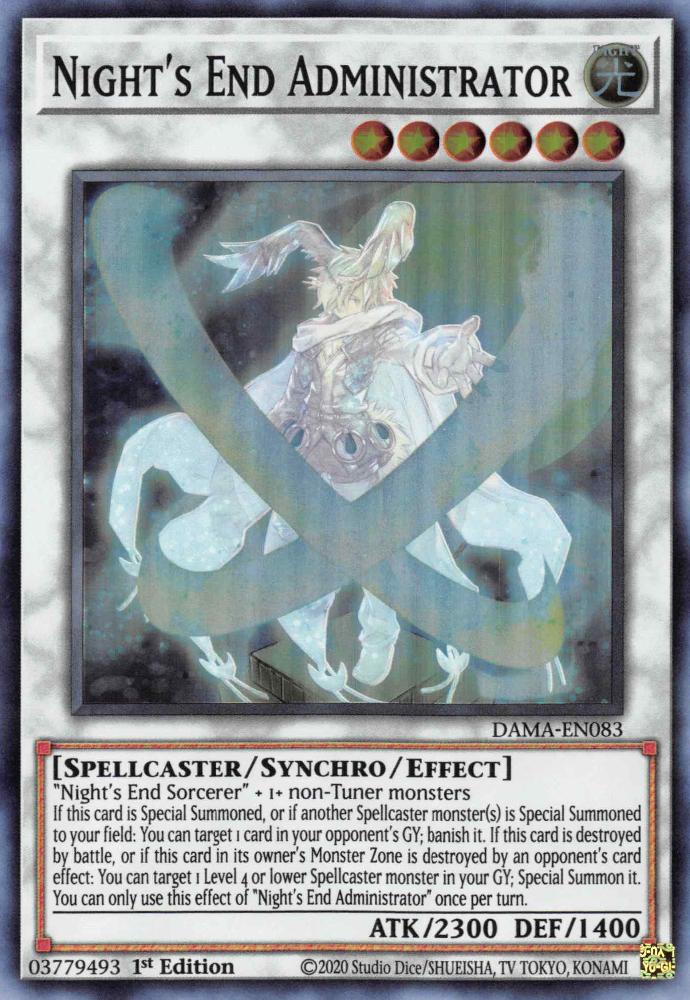 NIGHT'S END ADMINISTRATOR
LIGHT
光
DAMA-EN083
[SPELLCASTER/SYNCHRO/EFFECT]
"Night's End Sorcerer" + 1+ non-Tuner monsters
If this card is Special Summoned, or if another Spellcaster monster(s) is Special Summoned
to your field: You can target 1 card in your opponent's GY; banish it. If this card is destroyed
by battle, or if this card in its owner's Monster Zone is destroyed by an opponent's card
effect: You can target 1 Level 4 or lower Spellcaster monster in your GY; Special Summon it.
You can only use this effect of "Night's End Administrator" once per turn.
ATK/2300 DEF/1400
03779493 1st Edition ©2020 Studio Dice/SHUEISHA, TV TOKYO, KONAMI